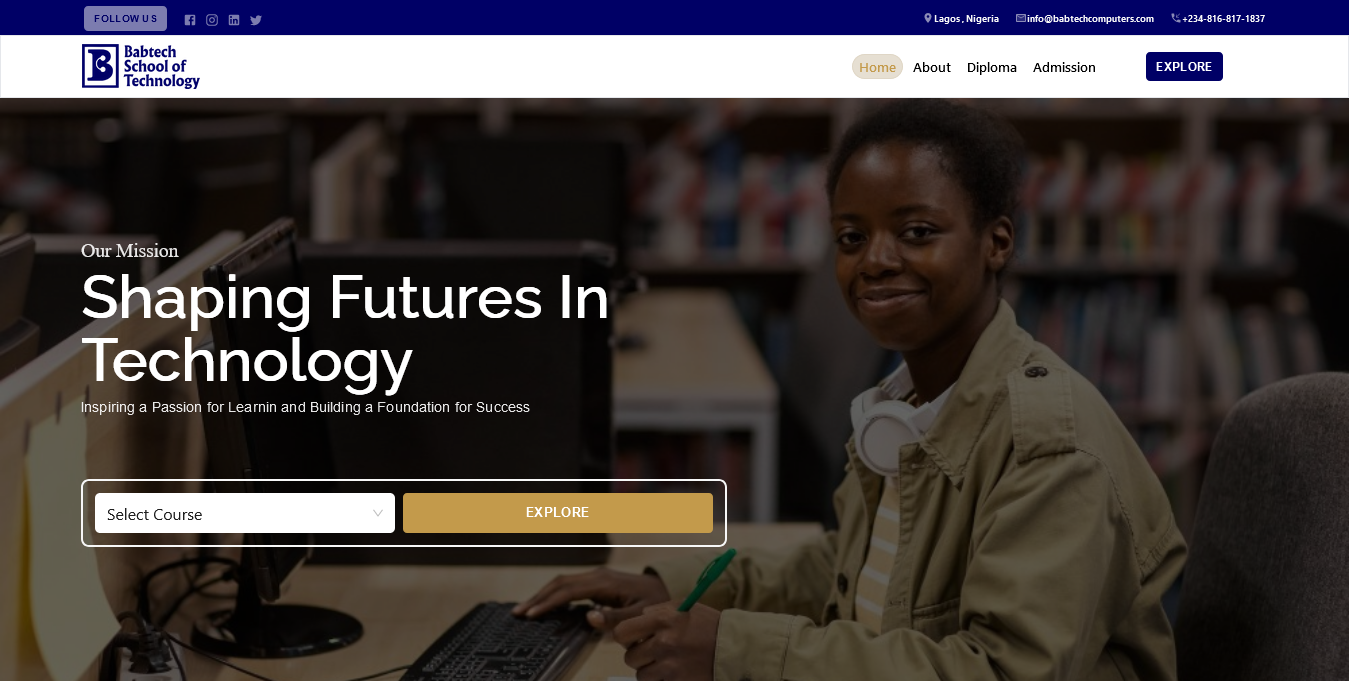 FOLLOW US
Lagos, Nigeria
info@babtechcomputers.com
+234-816-817-1837
B
Babtech
School of
Technology
Home
About
Diploma
Admission
EXPLORE
Our Mission
Shaping Futures In
Technology
Inspiring a Passion for Learnin and Building a Foundation for Success
Select Course
EXPLORE